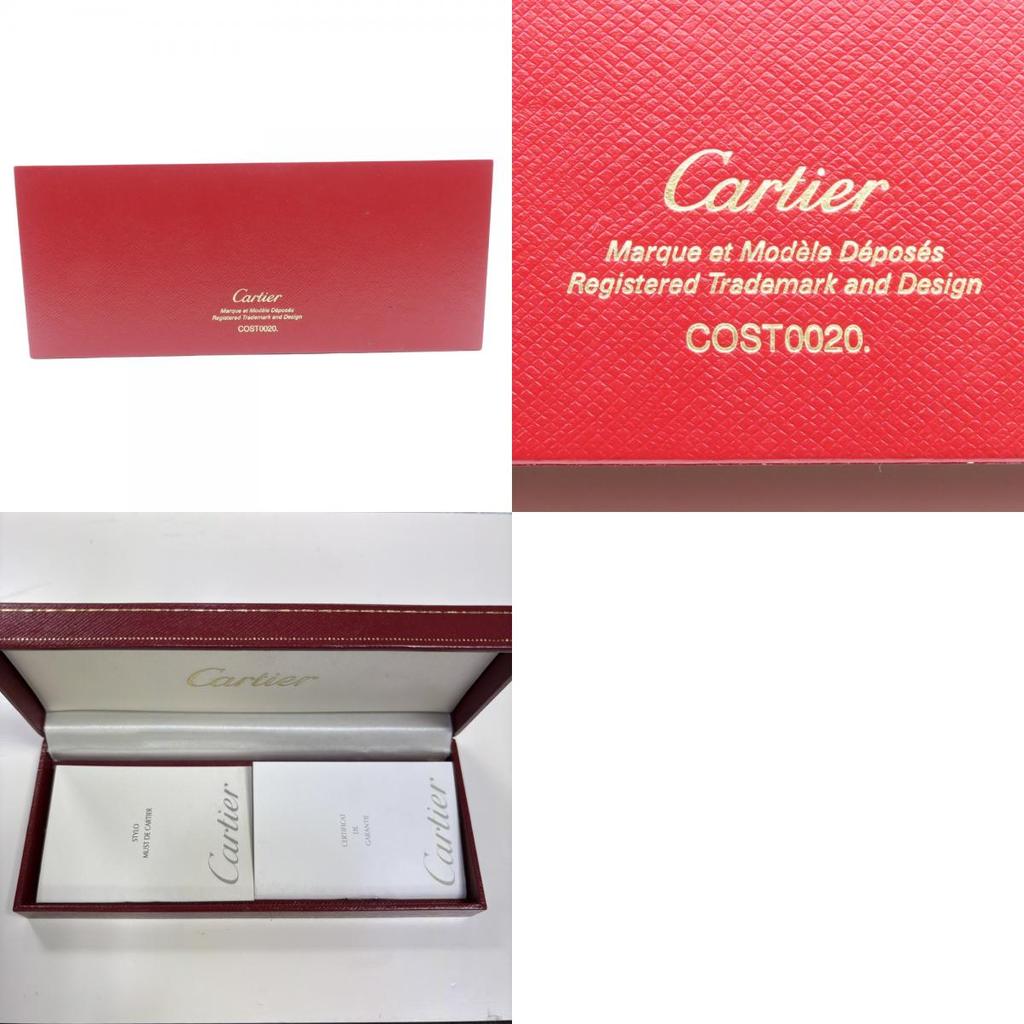 Cartier
Marque et Modèle Déposés
Registered Trademark and Design
COST0020.
Cartier
Marque et Modèle Déposés
Registered Trademark and Design
COST0020.
Cartier
STYLO
MUST DE CARTIER
Cartier
CERTIFICAT
DE
GARANTIE
Cartier